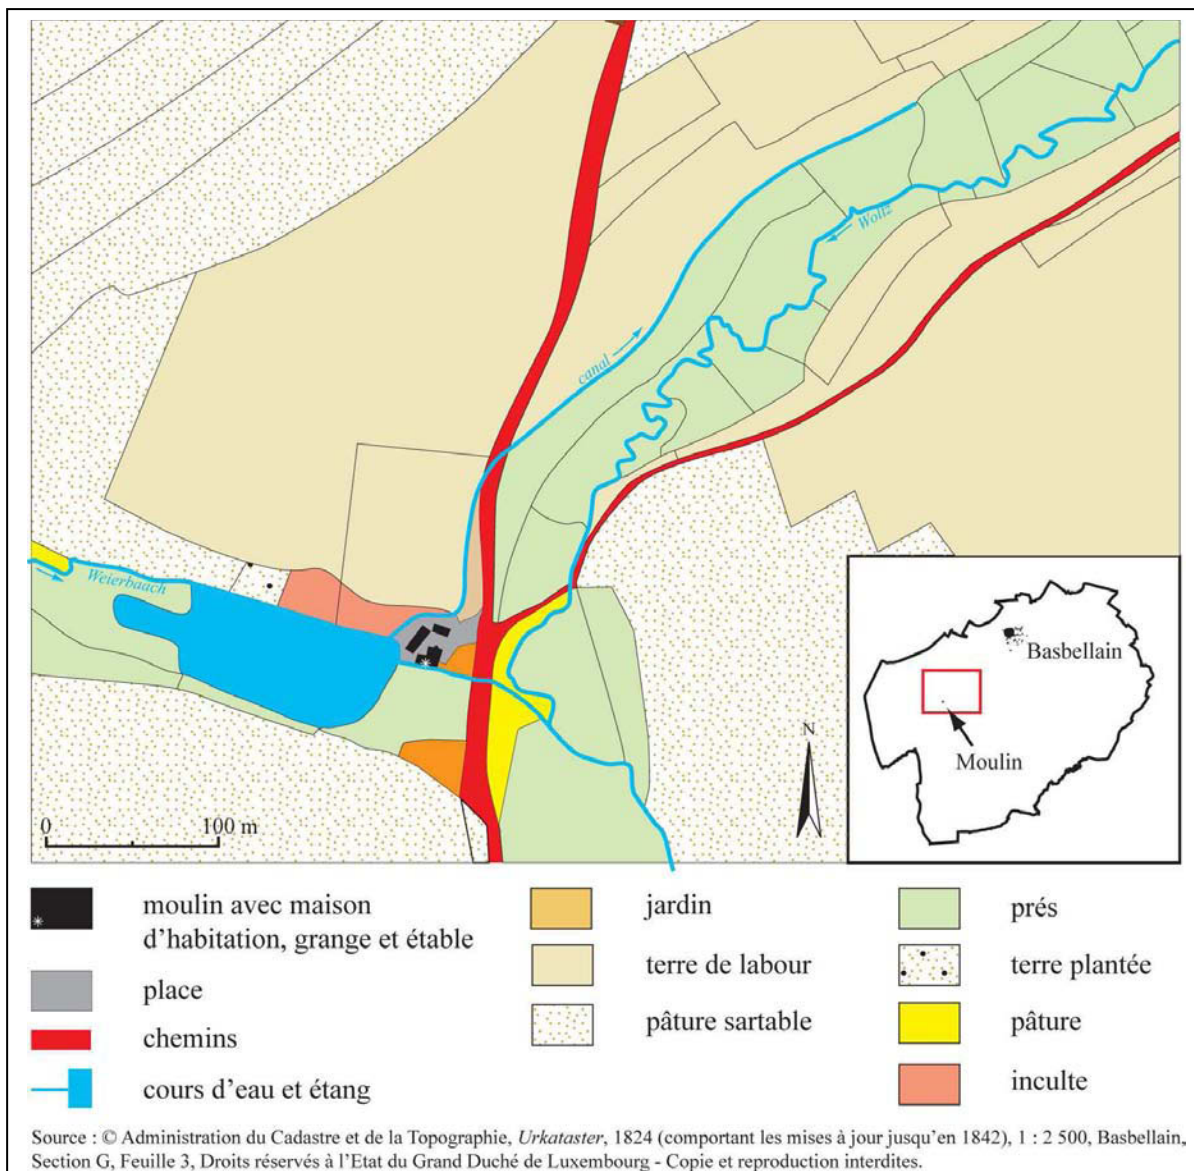 Woltz
canal
Weierbaach
Basbellain
Moulin
N
0 100 m
moulin avec maison
d'habitation, grange et étable
place
chemins
cours d'eau et étang
jardin
terre de labour
pâture sartable
prés
terre plantée
pâture
inculte
Source : © Administration du Cadastre et de la Topographie, Urkataster, 1824 (comportant les mises à jour jusqu'en 1842), 1 : 2 500, Basbellain,
Section G, Feuille 3, Droits réservés à l'Etat du Grand Duché de Luxembourg - Copie et reproduction interdites.